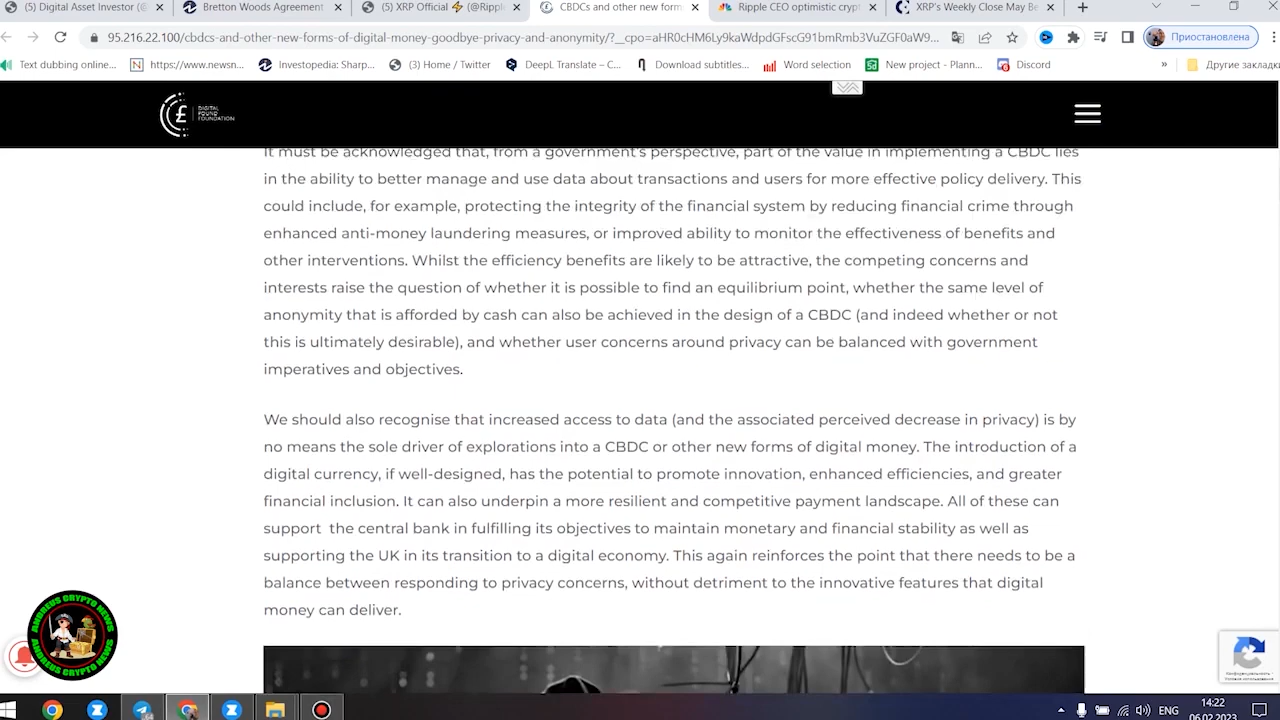 (5) Digital Asset Investor (@
Bretton Woods Agreement
(5) XRP Official ⚡ (@Ripple
CBDCs and other new form
Ripple CEO optimistic crypt
XRP's Weekly Close May Be
95.216.22.100/cbdcs-and-other-new-forms-of-digital-money-goodbye-privacy-and-anonymity/?__cpo=aHR0cHM6Ly9kaWdpdGFscG91bmRmb3VuZGF0aW9...
Приостановлена
Text dubbing online...
https://www.newsn...
Investopedia: Sharp...
(3) Home / Twitter
DeepL Translate – C...
Download subtitles...
Word selection
New project - Plann...
Discord
»
Другие закладки
DIGITAL
POUND
FOUNDATION
It must be acknowledged that, from a government's perspective, part of the value in implementing a CBDC lies
in the ability to better manage and use data about transactions and users for more effective policy delivery. This
could include, for example, protecting the integrity of the financial system by reducing financial crime through
enhanced anti-money laundering measures, or improved ability to monitor the effectiveness of benefits and
other interventions. Whilst the efficiency benefits are likely to be attractive, the competing concerns and
interests raise the question of whether it is possible to find an equilibrium point, whether the same level of
anonymity that is afforded by cash can also be achieved in the design of a CBDC (and indeed whether or not
this is ultimately desirable), and whether user concerns around privacy can be balanced with government
imperatives and objectives.
We should also recognise that increased access to data (and the associated perceived decrease in privacy) is by
no means the sole driver of explorations into a CBDC or other new forms of digital money. The introduction of a
digital currency, if well-designed, has the potential to promote innovation, enhanced efficiencies, and greater
financial inclusion. It can also underpin a more resilient and competitive payment landscape. All of these can
support the central bank in fulfilling its objectives to maintain monetary and financial stability as well as
supporting the UK in its transition to a digital economy. This again reinforces the point that there needs to be a
balance between responding to privacy concerns, without detriment to the innovative features that digital
money can deliver.
ANDREUS CRYPTO NEWS
ANDREUS CRYPTO NEWS
Конфиденциальность -
Условия использования
ENG
14:22
06.02.2023